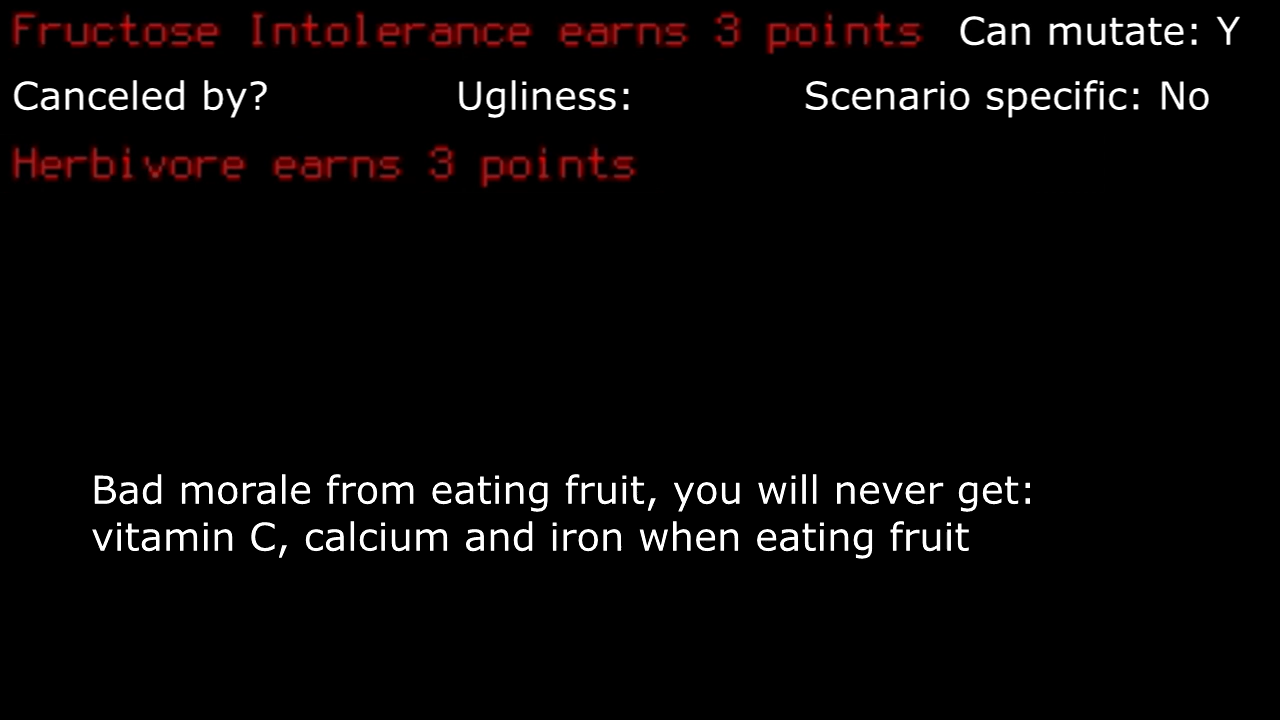 Fructose Intolerance earns 3 points Can mutate: Y
Canceled by? Ugliness: Scenario specific: No
Herbivore earns 3 points
Bad morale from eating fruit, you will never get:
vitamin C, calcium and iron when eating fruit